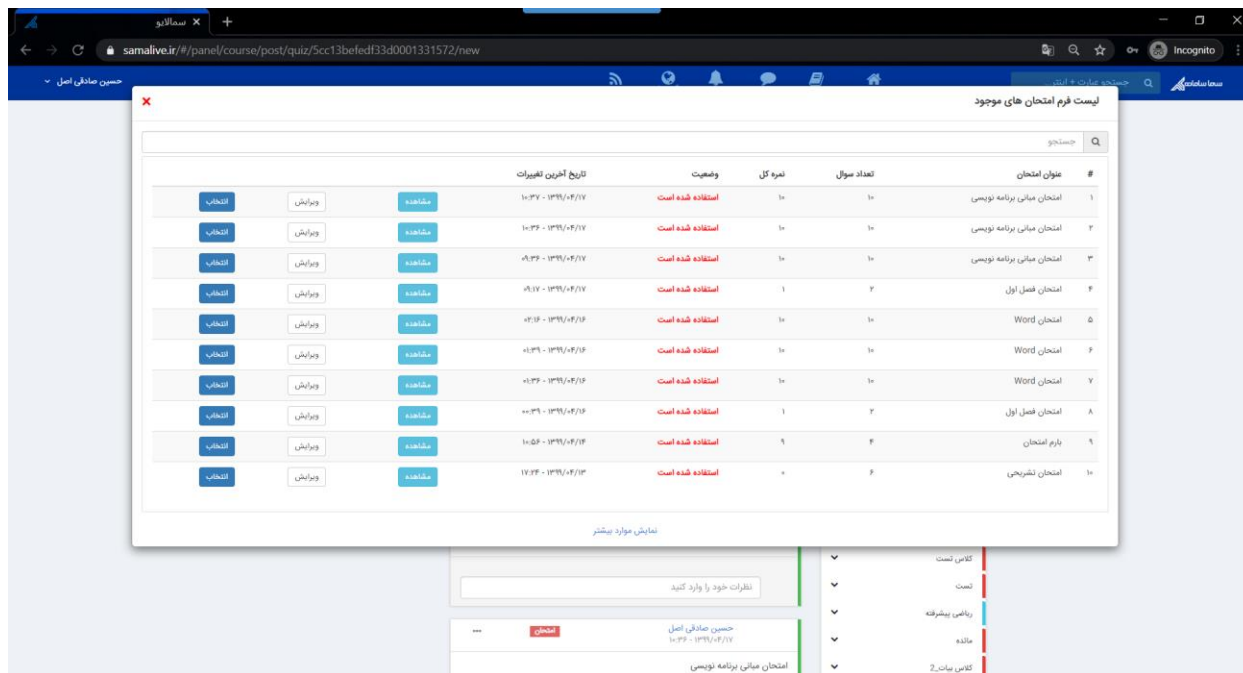 سمالایو
samalive.ir/#/panel/course/post/quiz/5cc13befedf33d0001331572/new
Incognito
جستجو عبارت + اینتر ...
حسین صادقی اصل
لیست فرم امتحان های موجود
جستجو
# عنوان امتحان تعداد سوال نمره کل وضعیت تاریخ آخرین تغییرات
۱ امتحان مبانی برنامه نویسی ۱۰ ۱۰ استفاده شده است ۱۳۹۹/۰۴/۱۷ - ۱۰:۳۷ مشاهده ویرایش انتخاب
۲ امتحان مبانی برنامه نویسی ۱۰ ۱۰ استفاده شده است ۱۳۹۹/۰۴/۱۷ - ۱۰:۳۶ مشاهده ویرایش انتخاب
۳ امتحان مبانی برنامه نویسی ۱۰ ۱۰ استفاده شده است ۱۳۹۹/۰۴/۱۷ - ۰۹:۳۶ مشاهده ویرایش انتخاب
۴ امتحان فصل اول ۲ ۱ استفاده شده است ۱۳۹۹/۰۴/۱۷ - ۰۹:۱۷ مشاهده ویرایش انتخاب
۵ امتحان Word ۱۰ ۱۰ استفاده شده است ۱۳۹۹/۰۴/۱۶ - ۰۲:۱۶ مشاهده ویرایش انتخاب
۶ امتحان Word ۱۰ ۱۰ استفاده شده است ۱۳۹۹/۰۴/۱۶ - ۰۱:۳۹ مشاهده ویرایش انتخاب
۷ امتحان Word ۱۰ ۱۰ استفاده شده است ۱۳۹۹/۰۴/۱۶ - ۰۱:۳۶ مشاهده ویرایش انتخاب
۸ امتحان فصل اول ۲ ۱ استفاده شده است ۱۳۹۹/۰۴/۱۶ - ۰۰:۳۹ مشاهده ویرایش انتخاب
۹ بارم امتحان ۴ ۹ استفاده شده است ۱۳۹۹/۰۴/۱۴ - ۱۰:۵۶ مشاهده ویرایش انتخاب
۱۰ امتحان تشریحی ۶ ۰ استفاده شده است ۱۳۹۹/۰۴/۱۳ - ۱۷:۲۴ مشاهده ویرایش انتخاب
نمایش موارد بیشتر
کلاس تست
تست
ریاضی پیشرفته
مائده
کلاس بیات_2
نظرات خود را وارد کنید
حسین صادقی اصل
۱۳۹۹/۰۴/۱۷ - ۱۰:۳۶
امتحان
امتحان مبانی برنامه نویسی